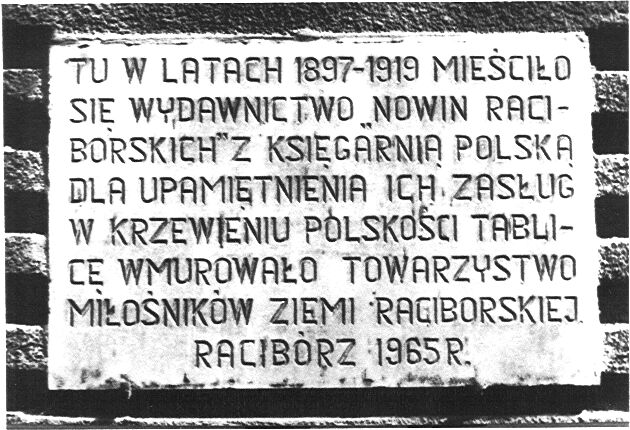 TU W LATACH 1897-1919 MIEŚCIŁO
SIĘ WYDAWNICTWO „NOWIN RACI-
BORSKICH" Z KSIĘGARNIĄ POLSKĄ
DLA UPAMIĘTNIENIA ICH ZASŁUG
W KRZEWIENIU POLSKOŚCI TABLI-
CĘ WMUROWAŁO TOWARZYSTWO
MIŁOŚNIKÓW ZIEMI RACIBORSKIEJ
RACIBÓRZ 1965 R.